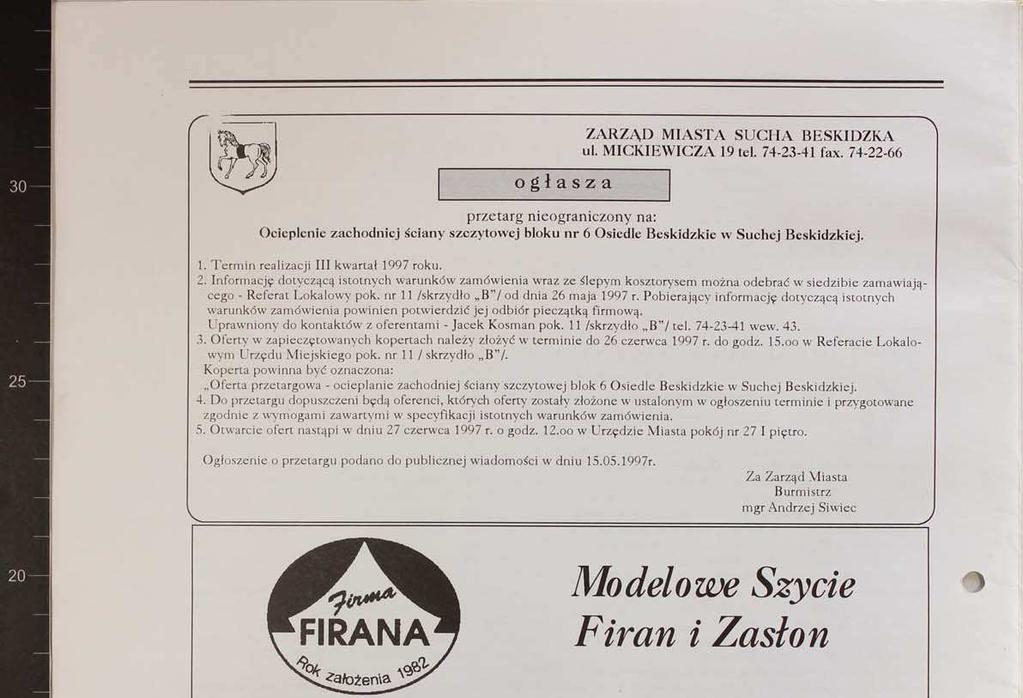 ZARZĄD MIASTA SUCHA BESKIDZKA
ul. MICKIEWICZA 19 tel. 74-23-41 fax. 74-22-66
ogłasza
przetarg nieograniczony na:
Ocieplenie zachodniej ściany szczytowej bloku nr 6 Osiedle Beskidzkie w Suchej Beskidzkiej.
1. Termin realizacji III kwartał 1997 roku.
2. Informację dotyczącą istotnych warunków zamówienia wraz ze ślepym kosztorysem można odebrać w siedzibie zamawiają-
cego - Referat Lokalowy pok. nr 11 /skrzydło „B”/ od dnia 26 maja 1997 r. Pobierający informację dotyczącą istotnych
warunków zamówienia powinien potwierdzić jej odbiór pieczątką firmową.
Uprawniony do kontaktów z oferentami - Jacek Kosman pok. 11 /skrzydło „B”/ tel. 74-23-41 wew. 43.
3. Oferty w zapieczętowanych kopertach należy złożyć w terminie do 26 czerwca 1997 r. do godz. 15.oo w Referacie Lokalo-
wym Urzędu Miejskiego pok. nr 11 / skrzydło „B”/.
Koperta powinna być oznaczona:
„Oferta przetargowa - ocieplanie zachodniej ściany szczytowej blok 6 Osiedle Beskidzkie w Suchej Beskidzkiej.
4. Do przetargu dopuszczeni będą oferenci, których oferty zostały złożone w ustalonym w ogłoszeniu terminie i przygotowane
zgodnie z wymogami zawartymi w specyfikacji istotnych warunków zamówienia.
5. Otwarcie ofert nastąpi w dniu 27 czerwca 1997 r. o godz. 12.oo w Urzędzie Miasta pokój nr 27 I piętro.
Ogłoszenie o przetargu podano do publicznej wiadomości w dniu 15.05.1997r.
Za Zarząd Miasta
Burmistrz
mgr Andrzej Siwiec
Firma
FIRANA
Rok założenia 1982
Modelowe Szycie
Firan i Zasłon
30
25
20